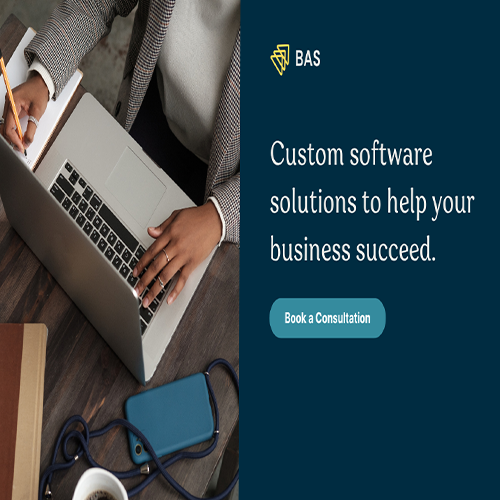 BAS
Custom software
solutions to help your
business succeed.
Book a Consultation